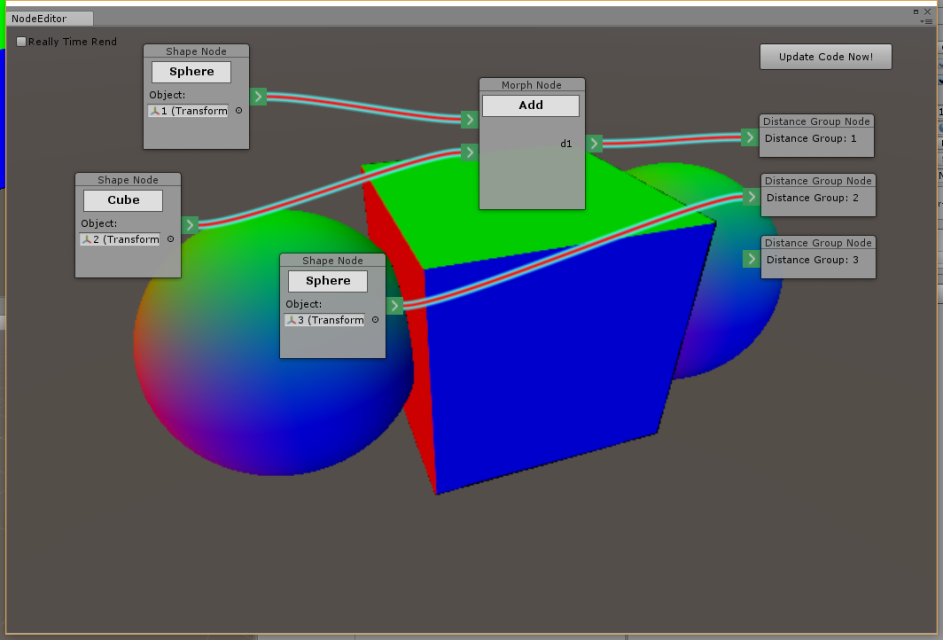 NodeEditor
Really Time Rend
Shape Node
Sphere
Object:
1 (Transform
Update Code Now!
Morph Node
Add
d1
Distance Group Node
Distance Group: 1
Shape Node
Cube
Object:
2 (Transform
Distance Group Node
Distance Group: 2
Distance Group Node
Distance Group: 3
Shape Node
Sphere
Object:
3 (Transform